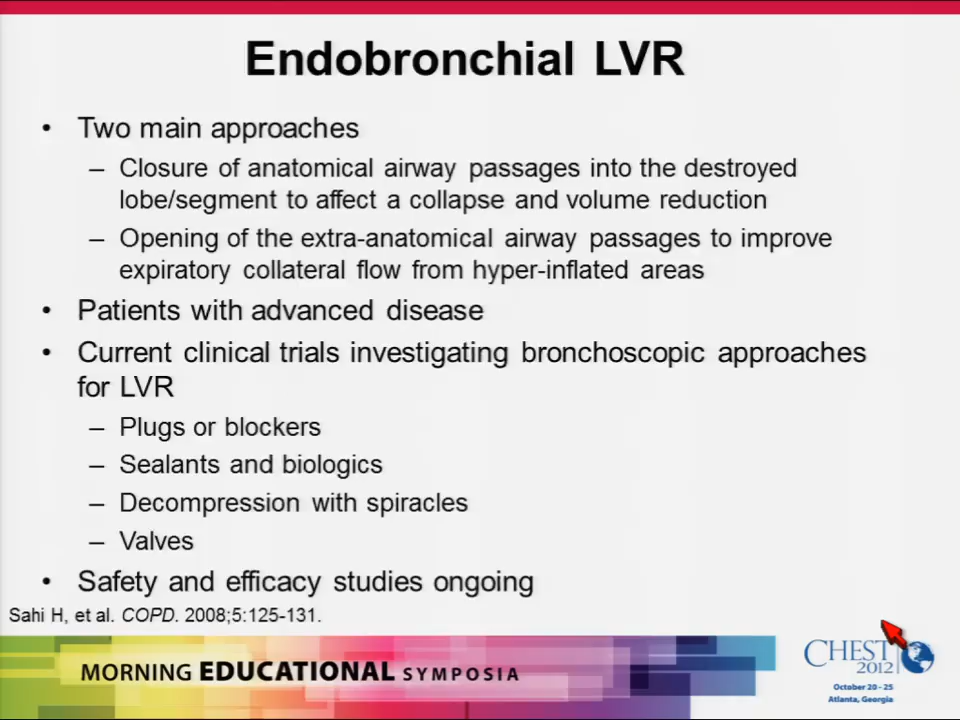 Endobronchial LVR
• Two main approaches
– Closure of anatomical airway passages into the destroyed
lobe/segment to affect a collapse and volume reduction
– Opening of the extra-anatomical airway passages to improve
expiratory collateral flow from hyper-inflated areas
• Patients with advanced disease
• Current clinical trials investigating bronchoscopic approaches
for LVR
– Plugs or blockers
– Sealants and biologics
– Decompression with spiracles
– Valves
• Safety and efficacy studies ongoing
Sahi H, et al. COPD. 2008;5:125-131.
MORNING EDUCATIONAL SYMPOSIA
CHEST
2012
October 20 - 25
Atlanta, Georgia